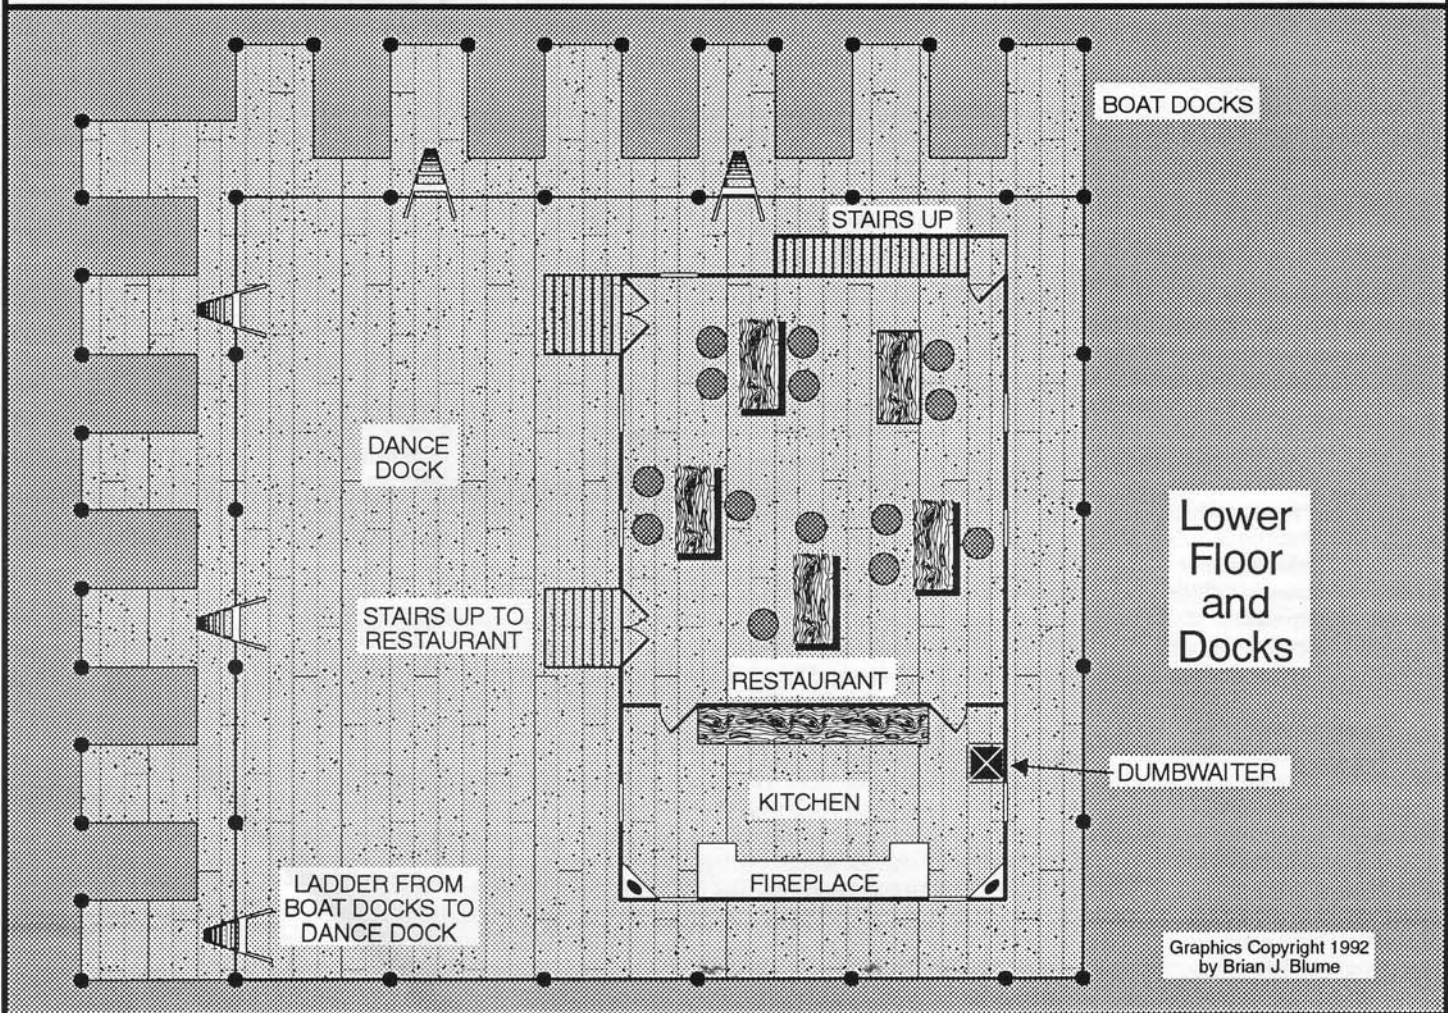 BOAT DOCKS
STAIRS UP
DANCE
DOCK
Lower
Floor
and
Docks
STAIRS UP TO
RESTAURANT
RESTAURANT
DUMBWAITER
KITCHEN
FIREPLACE
LADDER FROM
BOAT DOCKS TO
DANCE DOCK
Graphics Copyright 1992
by Brian J. Blume